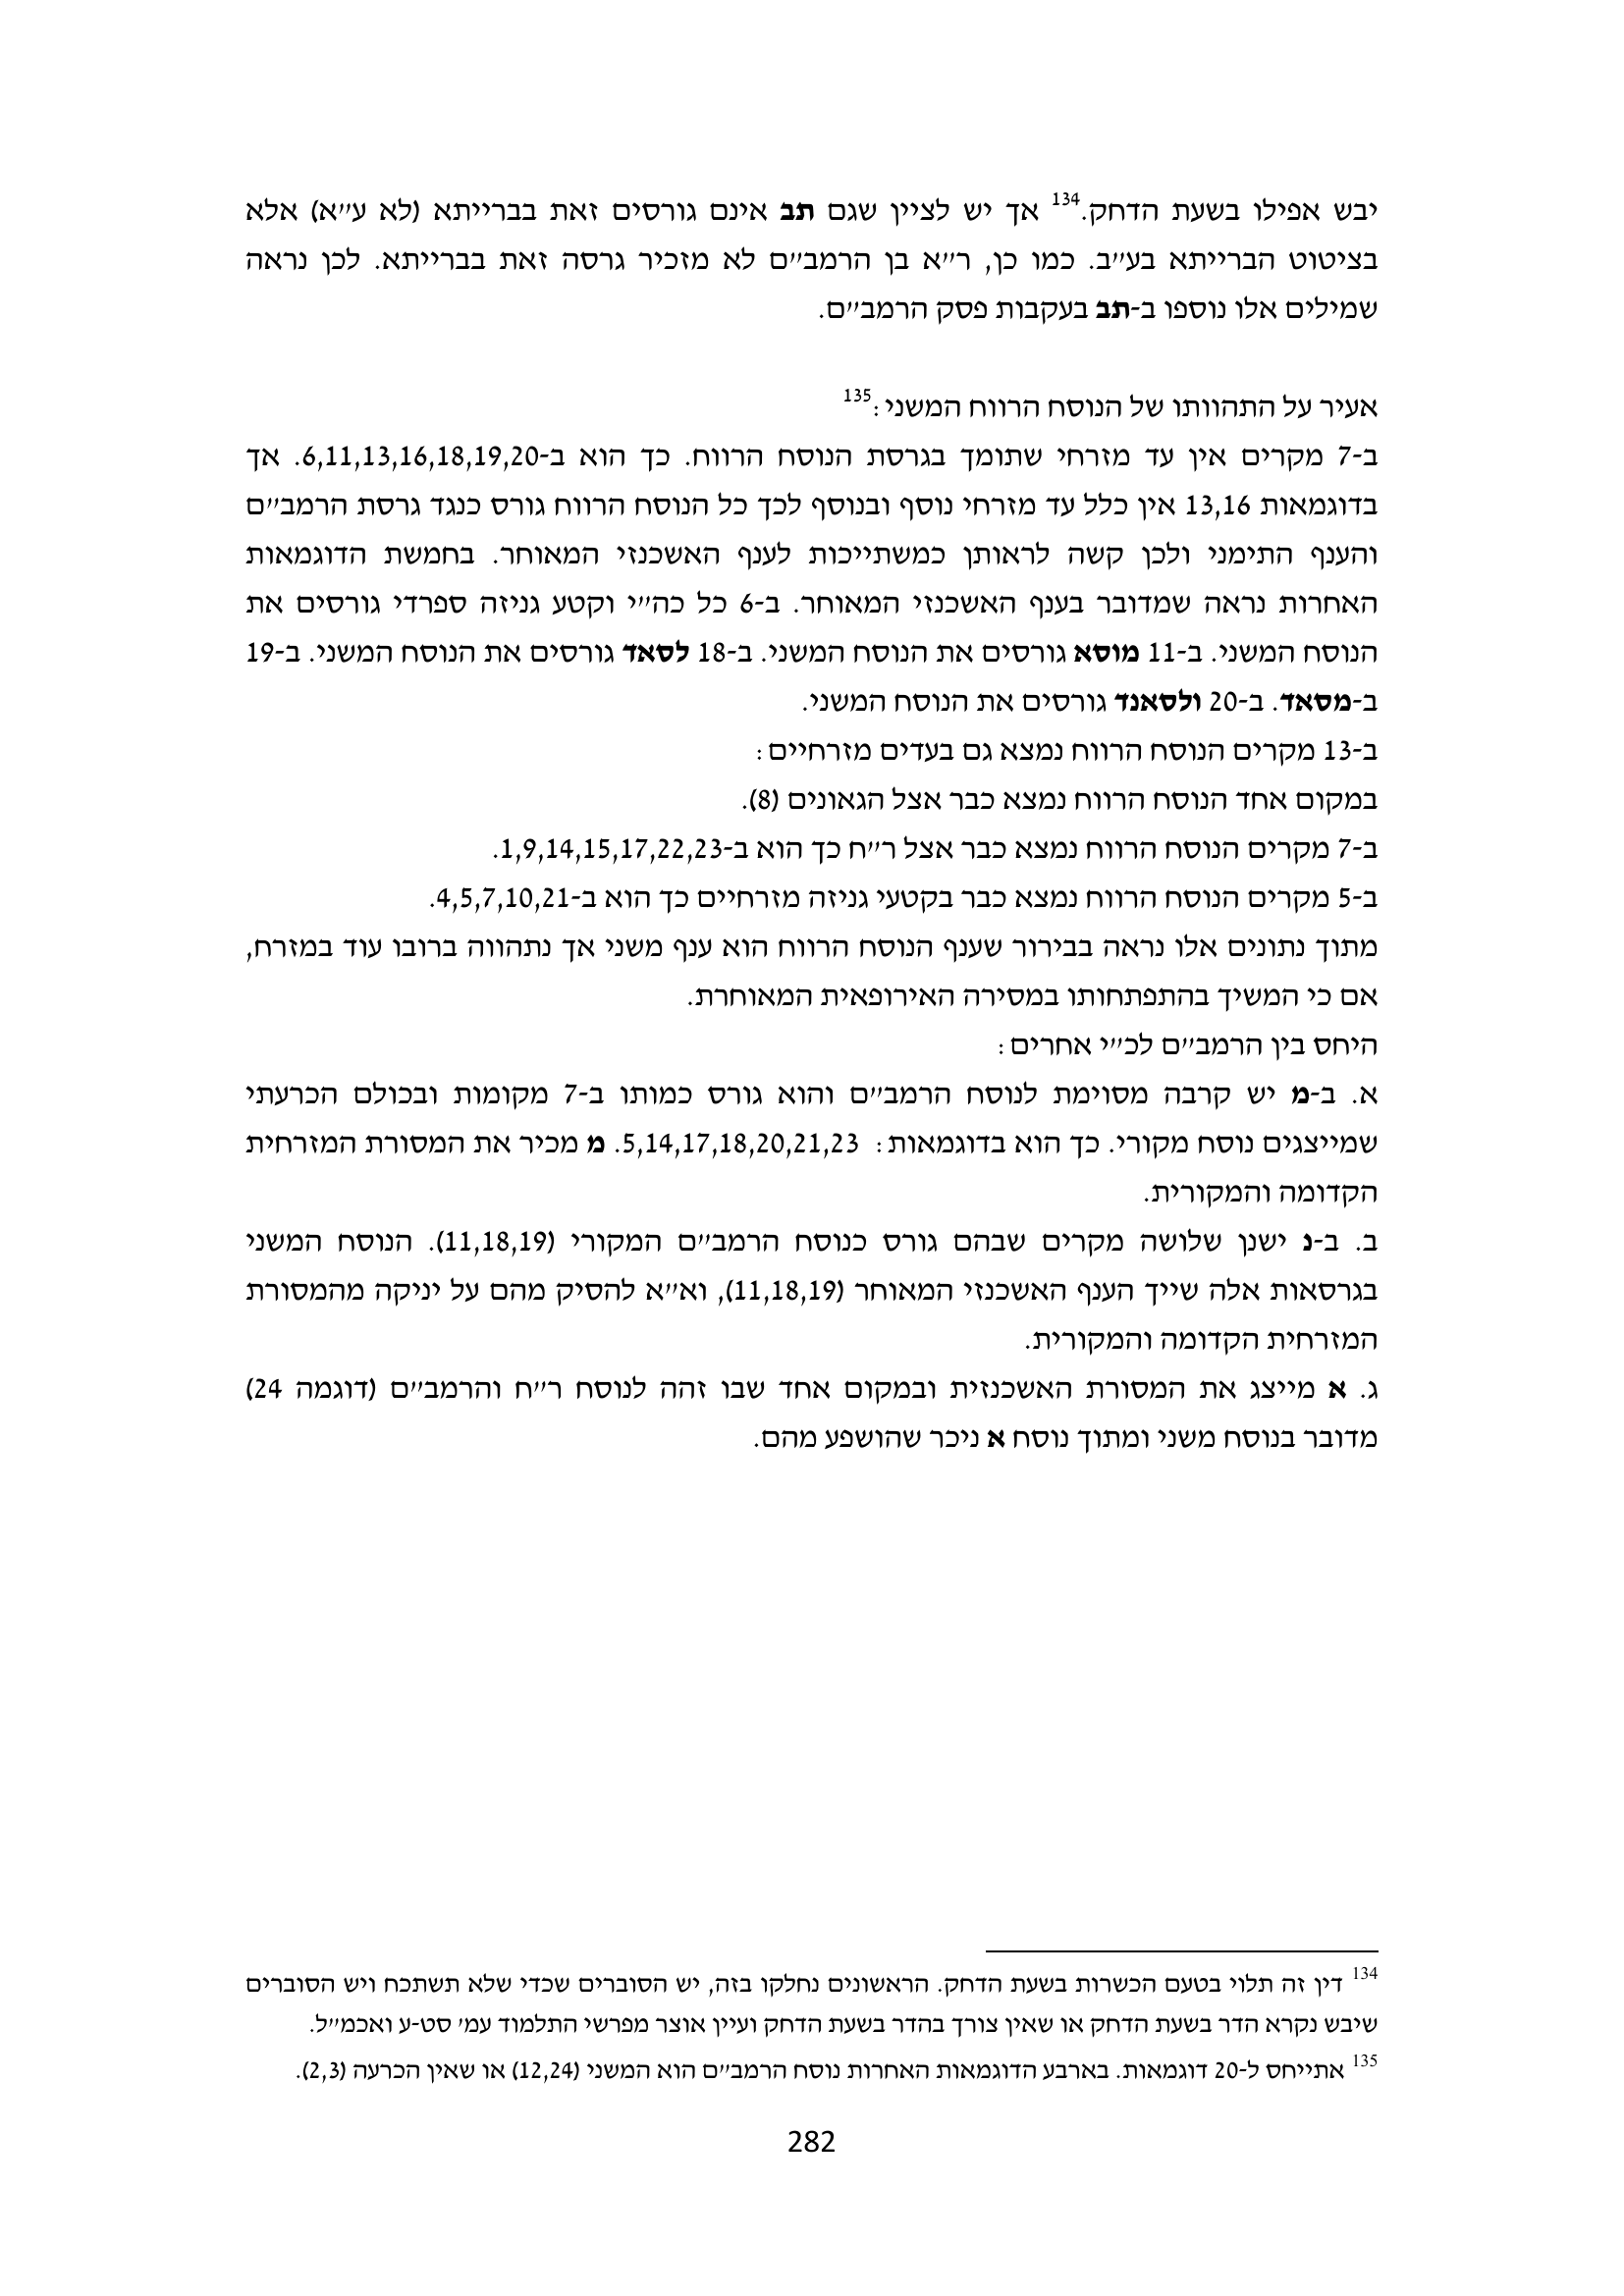 יבש אפילו בשעת הדחק.134 אך יש לציין שגם תב אינם גורסים זאת בברייתא (לא ע"א) אלא
בציטוט הברייתא בע"ב. כמו כן, ר"א בן הרמב"ם לא מזכיר גרסה זאת בברייתא. לכן נראה
שמילים אלו נוספו ב-תב בעקבות פסק הרמב"ם.
אעיר על התהוותו של הנוסח הרווח המשני:135
ב-7 מקרים אין עד מזרחי שתומך בגרסת הנוסח הרווח. כך הוא ב-6,11,13,16,18,19,20. אך
בדוגמאות 13,16 אין כלל עד מזרחי נוסף ובנוסף לכך כל הנוסח הרווח גורס כנגד גרסת הרמב"ם
והענף התימני ולכן קשה לראותן כמשתייכות לענף האשכנזי המאוחר. בחמשת הדוגמאות
האחרות נראה שמדובר בענף האשכנזי המאוחר. ב-6 כל כה"י וקטע גניזה ספרדי גורסים את
הנוסח המשני. ב-11 מוסא גורסים את הנוסח המשני. ב-18 לסאד גורסים את הנוסח המשני. ב-19
ב-מסאד. ב-20 ולסאנד גורסים את הנוסח המשני.
ב-13 מקרים הנוסח הרווח נמצא גם בעדים מזרחיים:
במקום אחד הנוסח הרווח נמצא כבר אצל הגאונים (8).
ב-7 מקרים הנוסח הרווח נמצא כבר אצל ר"ח כך הוא ב-1,9,14,15,17,22,23.
ב-5 מקרים הנוסח הרווח נמצא כבר בקטעי גניזה מזרחיים כך הוא ב-4,5,7,10,21.
מתוך נתונים אלו נראה בבירור שענף הנוסח הרווח הוא ענף משני אך נתהווה ברובו עוד במזרח,
אם כי המשיך בהתפתחותו במסירה האירופאית המאוחרת.
היחס בין הרמב"ם לכ"י אחרים:
א. ב-מ יש קרבה מסוימת לנוסח הרמב"ם והוא גורס כמותו ב-7 מקומות ובכולם הכרעתי
שמייצגים נוסח מקורי. כך הוא בדוגמאות: 5,14,17,18,20,21,23. מ מכיר את המסורת המזרחית
הקדומה והמקורית.
ב. ב-נ ישנן שלושה מקרים שבהם גורס כנוסח הרמב"ם המקורי (11,18,19). הנוסח המשני
בגרסאות אלה שייך הענף האשכנזי המאוחר (11,18,19), וא"א להסיק מהם על יניקה מהמסורת
המזרחית הקדומה והמקורית.
ג. א מייצג את המסורת האשכנזית ובמקום אחד שבו זהה לנוסח ר"ח והרמב"ם (דוגמה 24)
מדובר בנוסח משני ומתוך נוסח א ניכר שהושפע מהם.
134 דין זה תלוי בטעם הכשרות בשעת הדחק. הראשונים נחלקו בזה, יש הסוברים שכדי שלא תשתכח ויש הסוברים
שיבש נקרא הדר בשעת הדחק או שאין צורך בהדר בשעת הדחק ועיין אוצר מפרשי התלמוד עמ' סט-ע ואכמ"ל.
135 אתייחס ל-20 דוגמאות. בארבע הדוגמאות האחרות נוסח הרמב"ם הוא המשני (12,24) או שאין הכרעה (2,3).
282